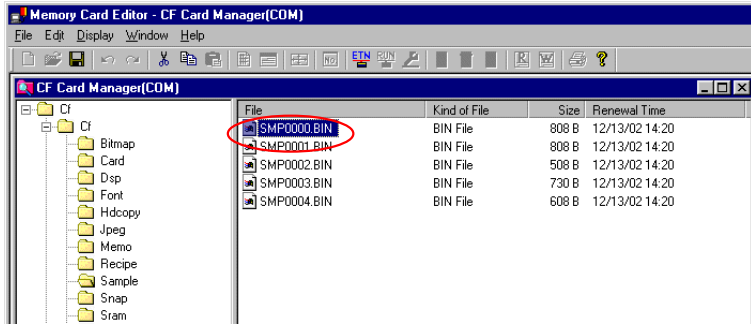 Memory Card Editor - CF Card Manager(COM)
File Edit Display Window Help
No ETN RUN R W ?
CF Card Manager(COM)
Cf
Cf
Bitmap
Card
Dsp
Font
Hdcopy
Jpeg
Memo
Recipe
Sample
Snap
Sram
File Kind of File Size Renewal Time
SMP0000.BIN BIN File 808 B 12/13/02 14:20
SMP0001.BIN BIN File 808 B 12/13/02 14:20
SMP0002.BIN BIN File 508 B 12/13/02 14:20
SMP0003.BIN BIN File 730 B 12/13/02 14:20
SMP0004.BIN BIN File 608 B 12/13/02 14:20